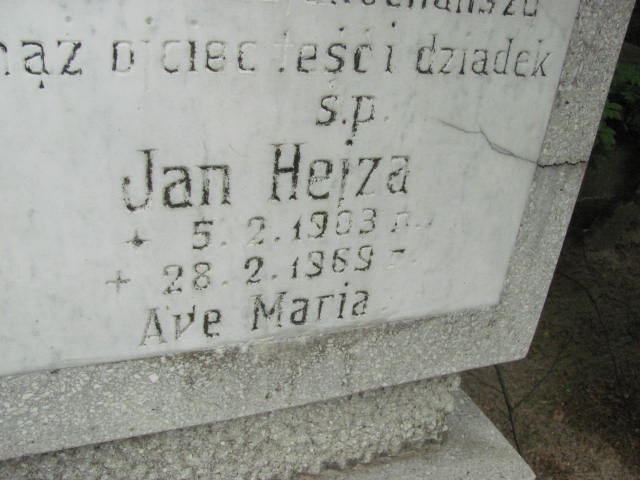 ojciec teść i dziadek
ś.p.
Jan Hejza
* 5.2.1903 r.
+ 28.2.1969 r.
Ave Maria